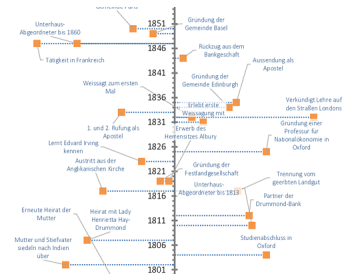 Gemeinde Paris
1851
Gründung der
Gemeinde Basel
Unterhaus-
Abgeordneter bis 1860
Tätigkeit in Frankreich
1846
Rückzug aus dem
Bankgeschäft
1841
Aussendung als
Apostel
Gründung der
Gemeinde Edinburgh
Weissagt zum ersten
Mal
1836
Erlebt erste
Weissagung mit
Verkündigt Lehre auf
den Straßen Londons
1831
1. und 2. Rufung als
Apostel
Erwerb des
Herrensitzes Albury
Gründung einer
Professur für
Nationalökonomie in
Oxford
1826
Lernt Edward Irving
kennen
1821
Austritt aus der
Anglikanischen Kirche
Gründung der
Festlandgesellschaft
Unterhaus-
Abgeordneter bis 1818
Trennung vom
geerbten Landgut
1816
Partner der
Drummond-Bank
1811
Erneute Heirat der
Mutter
Heirat mit Lady
Henrietta Hay-
Drummond
1806
Mutter und Stiefvater
siedeln nach Indien
über
Studienabschluss in
Oxford
1801